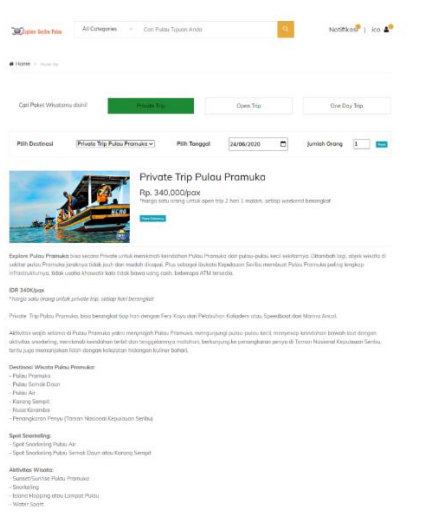 Explore Seribu Pulau
All Categories
Cari Pulau Tujuan Anda
Notifikasi | ica
Home
Cari Paket Wisatamu disini!
Private Trip
Open Trip
One Day Trip
Pilih Destinasi
Private Trip Pulau Pramuka
Pilih Tanggal
24/06/2020
Jumlah Orang
1
Private Trip Pulau Pramuka
Rp. 340,000/pax
*harga satu orang untuk open trip 2 hari 1 malam, setiap weekend berangkat
Explore Pulau Pramuka bisa secara Private untuk menikmati keindahan Pulau Pramuka dan pulau-pulau kecil sekitarnya. Ditambah lagi, objek wisata di
sekitar pulau Pramuka jaraknya tidak jauh dan mudah dicapai. Plus sebagai ibukota Kepulauan Seribu membuat Pulau Pramuka paling lengkap
infrastrukturnya, tidak usaha khawatir kalo tidak bawa uang cash, beberapa ATM tersedia.
IDR 340K/pax
*harga satu orang untuk private trip, setiap hari berangkat
Private Trip Pulau Pramuka, bisa berangkat tiap hari dengan Fery Kayu dari Pelabuhan Kaliadem atau Speedboat dari Marina Ancol.
Aktivitas wajib selama di Pulau Pramuka yakni menjelajah Pulau Pramuka, mengunjungi pulau-pulau kecil, menyelami keindahan bawah laut dengan
aktivitas snorkeling, menikmati keindahan terbit dan tenggelamnya matahari, berkunjung ke penangkaran penyu di Taman Nasional Kepulauan Seribu,
tentu juga memanjakan lidah dengan kelezatan hidangan kuliner bahari.
Destinasi Wisata Pulau Pramuka:
- Pulau Pramuka
- Pulau Semak Daun
- Pulau Air
- Karang Sempit
- Nusa Keramba
- Penangkaran Penyu (Taman Nasional Kepulauan Seribu)
Spot Snorkeling:
- Spot Snorkeling Pulau Air
- Spot Snorkeling Pulau Semak Daun atau Karang Sempit
Aktivitas Wisata:
- Sunset/Sunrise Pulau Pramuka
- Snorkeling
- Island Hopping atau Lompat Pulau
- Water Sport